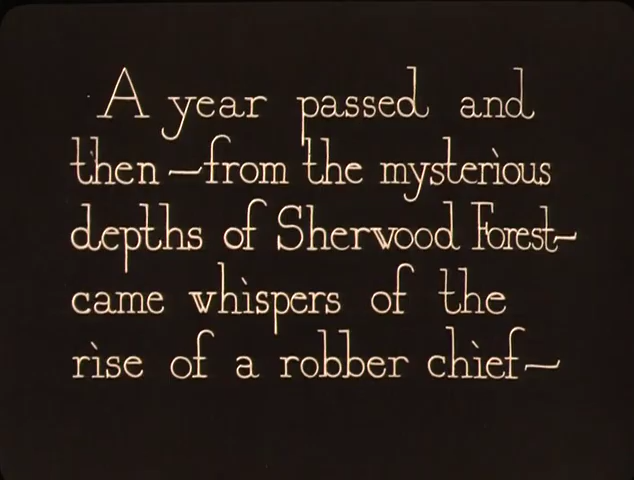 A year passed and
then—from the mysterious
depths of Sherwood Forest—
came whispers of the
rise of a robber chief—